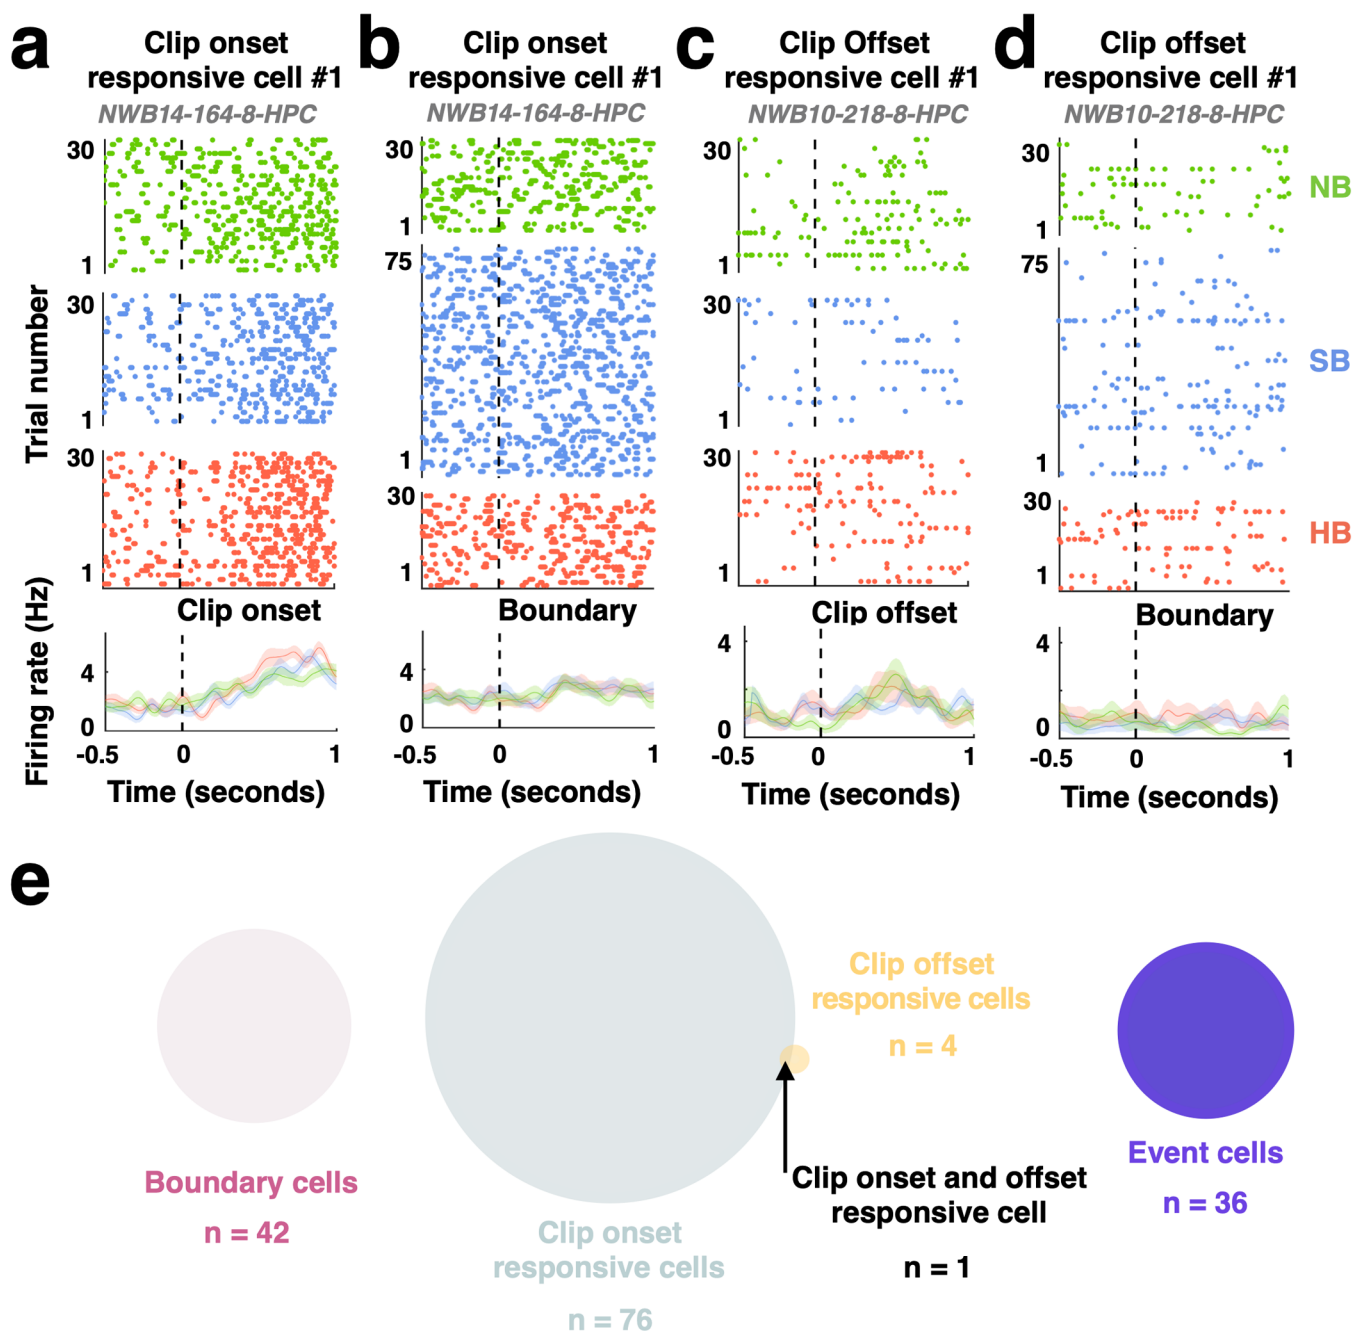 a
Clip onset
responsive cell #1
NWB14-164-8-HPC
b
Clip onset
responsive cell #1
NWB14-164-8-HPC
c
Clip Offset
responsive cell #1
NWB10-218-8-HPC
d
Clip offset
responsive cell #1
NWB10-218-8-HPC
Trial number
Firing rate (Hz)
30
1
30
1
30
1
Clip onset
4
0
-0.5
0
1
Time (seconds)
30
1
75
1
30
1
Boundary
4
0
-0.5
0
1
Time (seconds)
30
1
30
1
30
1
Clip offset
4
0
-0.5
0
1
Time (seconds)
30
1
75
1
30
1
Boundary
4
0
-0.5
0
1
Time (seconds)
NB
SB
HB
e
Boundary cells
n = 42
Clip onset
responsive cells
n = 76
Clip offset
responsive cells
n = 4
Clip onset and offset
responsive cell
n = 1
Event cells
n = 36